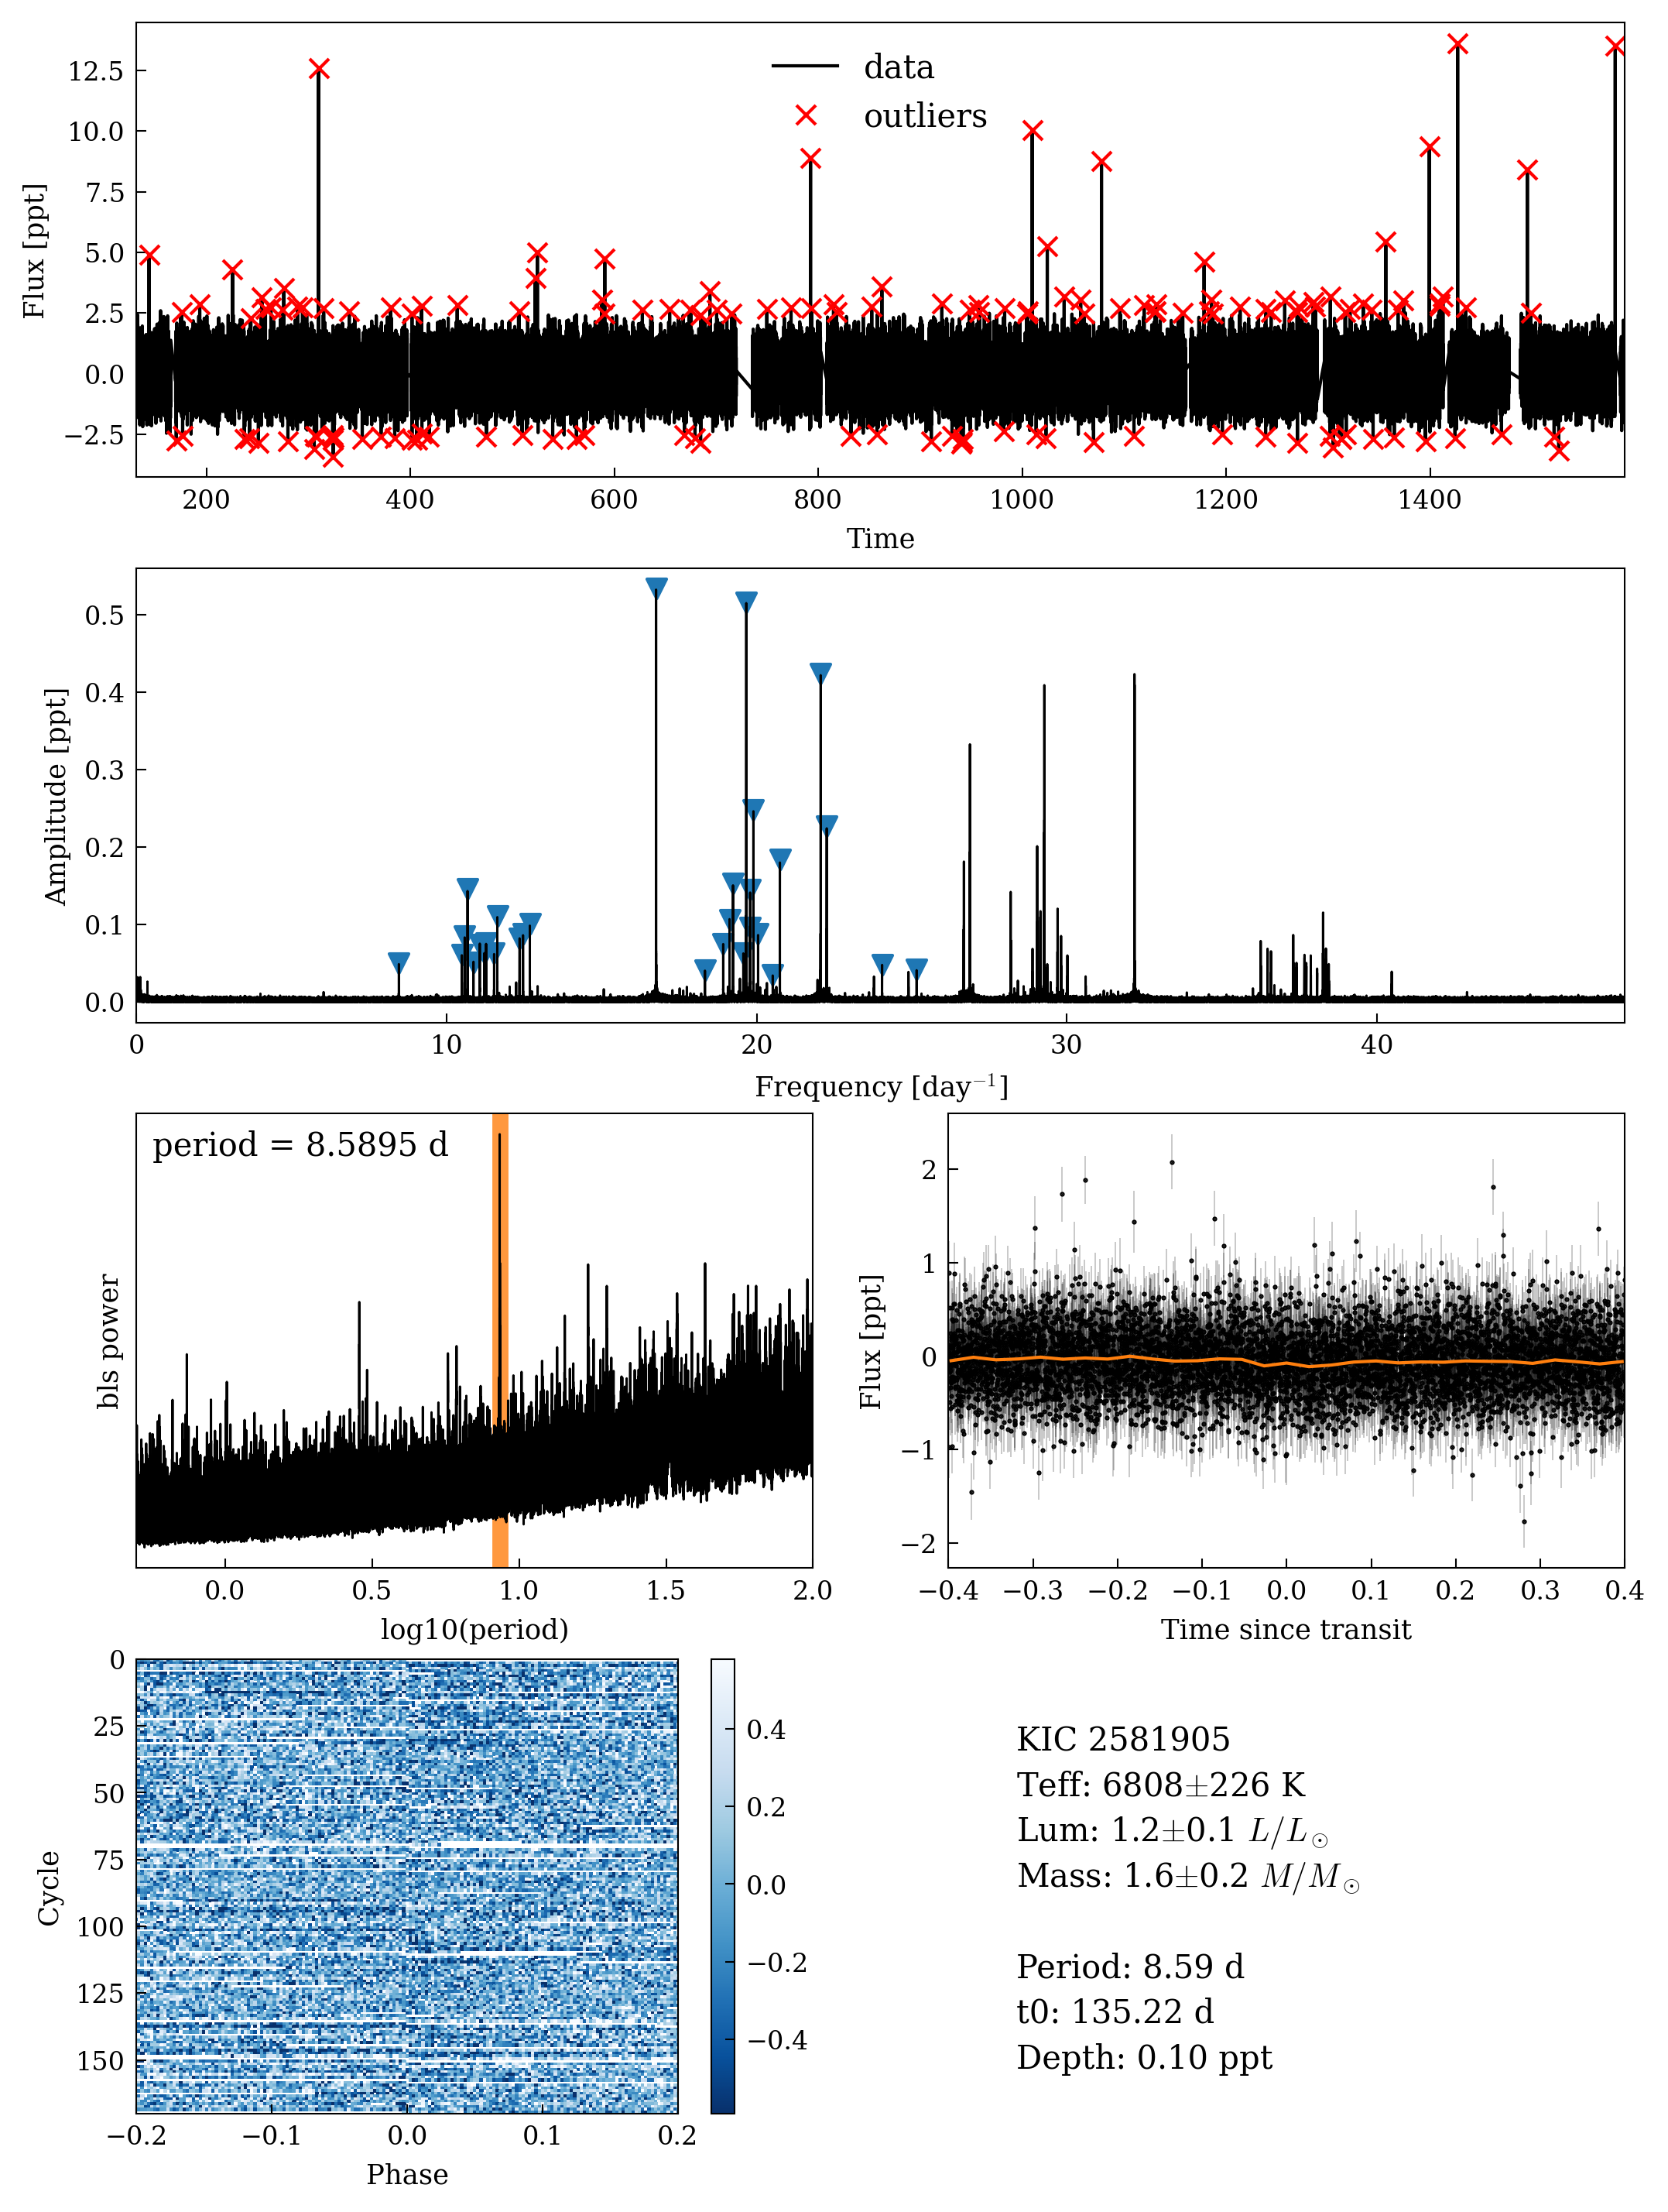 12.5
10.0
7.5
5.0
2.5
0.0
−2.5
Flux [ppt]
data
outliers
200 400 600 800 1000 1200 1400
Time
0.5
0.4
0.3
0.2
0.1
0.0
Amplitude [ppt]
0 10 20 30 40
Frequency [day⁻¹]
period = 8.5895 d
bls power
0.0 0.5 1.0 1.5 2.0
log10(period)
2
1
0
−1
−2
Flux [ppt]
−0.4 −0.3 −0.2 −0.1 0.0 0.1 0.2 0.3 0.4
Time since transit
0
25
50
75
100
125
150
Cycle
−0.2 −0.1 0.0 0.1 0.2
Phase
0.4
0.2
0.0
−0.2
−0.4
KIC 2581905
Teff: 6808±226 K
Lum: 1.2±0.1 L/L⊙
Mass: 1.6±0.2 M/M⊙
Period: 8.59 d
t0: 135.22 d
Depth: 0.10 ppt